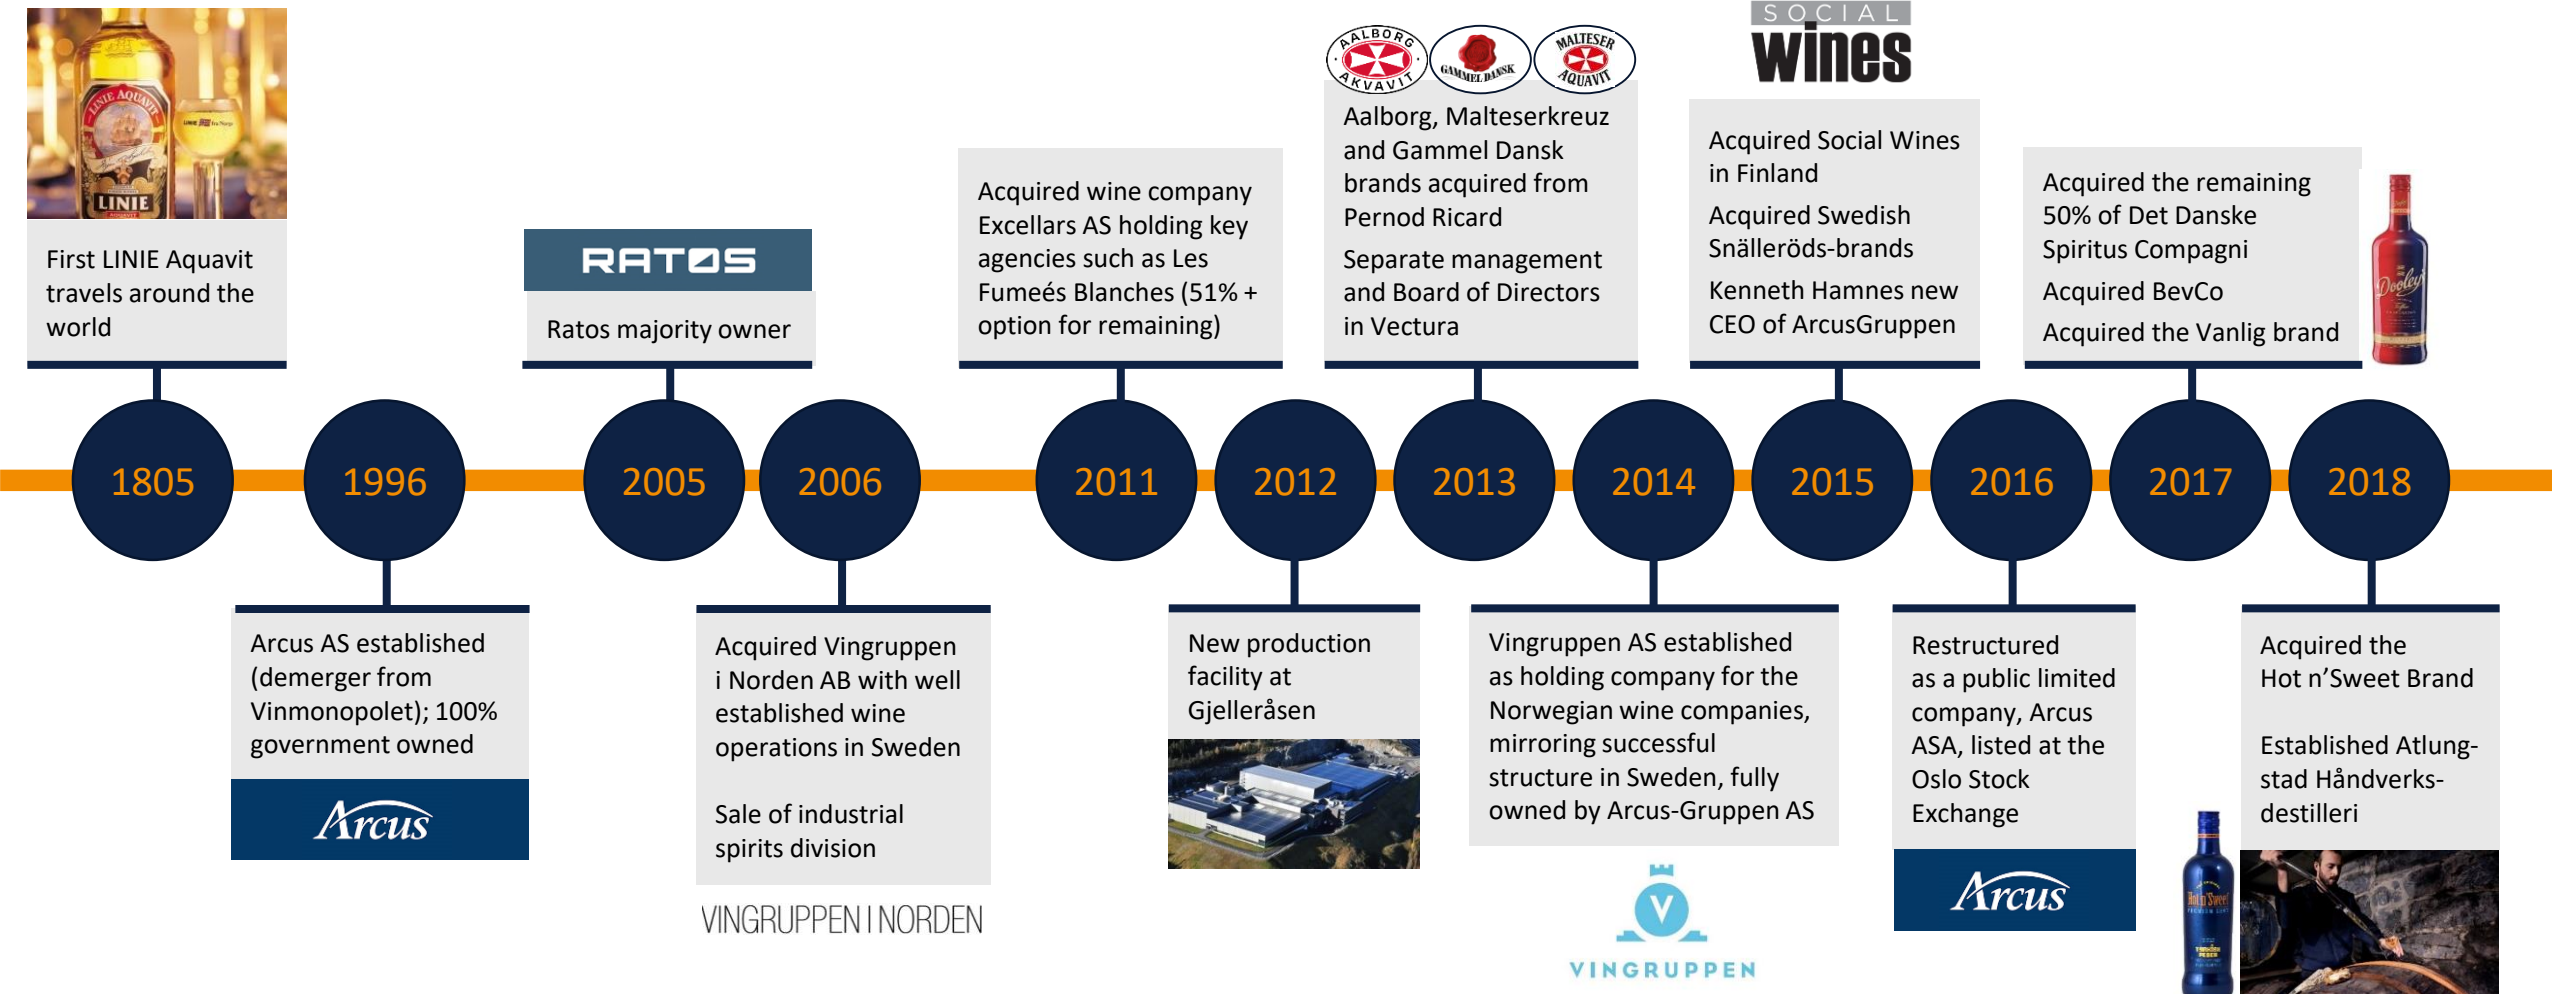 LINIE AQUAVIT
LINIE
AQUAVIT
First LINIE Aquavit
travels around the
world
RATOS
Ratos majority owner
Acquired wine company
Excellars AS holding key
agencies such as Les
Fumeés Blanches (51% +
option for remaining)
AALBORG
AKVAVIT
GAMMEL DANSK
MALTESER
AQUAVIT
Aalborg, Malteserkreuz
and Gammel Dansk
brands acquired from
Pernod Ricard
Separate management
and Board of Directors
in Vectura
SOCIAL
wines
Acquired Social Wines
in Finland
Acquired Swedish
Snälleröds-brands
Kenneth Hamnes new
CEO of ArcusGruppen
Acquired the remaining
50% of Det Danske
Spiritus Compagni
Acquired BevCo
Acquired the Vanlig brand
Dooley's
1805
1996
2005
2006
2011
2012
2013
2014
2015
2016
2017
2018
Arcus AS established
(demerger from
Vinmonopolet); 100%
government owned
Arcus
Acquired Vingruppen
i Norden AB with well
established wine
operations in Sweden
Sale of industrial
spirits division
VINGRUPPEN I NORDEN
New production
facility at
Gjelleråsen
Vingruppen AS established
as holding company for the
Norwegian wine companies,
mirroring successful
structure in Sweden, fully
owned by Arcus-Gruppen AS
V
VINGRUPPEN
Restructured
as a public limited
company, Arcus
ASA, listed at the
Oslo Stock
Exchange
Arcus
Acquired the
Hot n’Sweet Brand
Established Atlung-
stad Håndverks-
destilleri
Hot n'Sweet